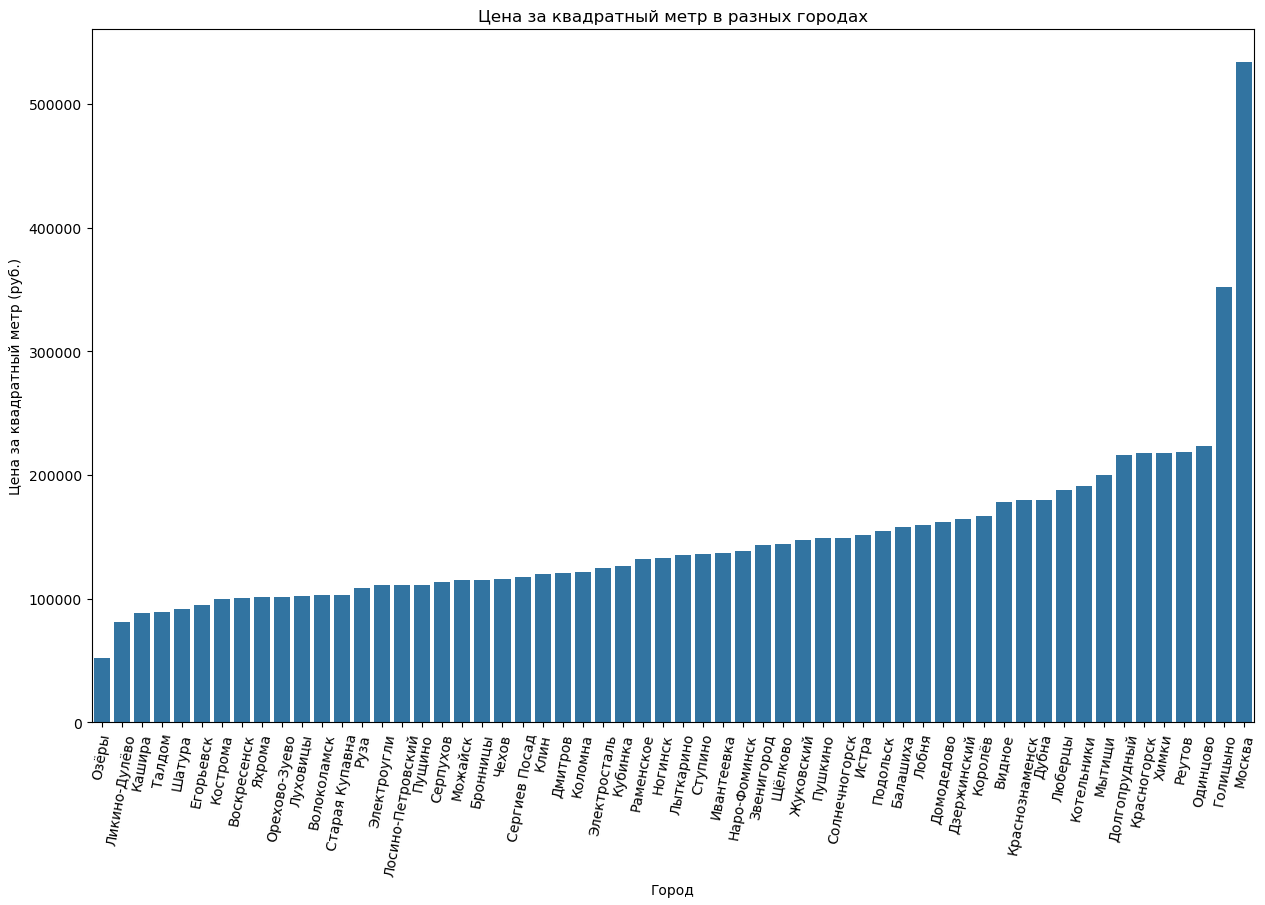 Цена за квадратный метр в разных городах
Цена за квадратный метр (руб.)
500000
400000
300000
200000
100000
0
Озёры
Ликино-Дулёво
Кашира
Талдом
Шатура
Егорьевск
Кострома
Воскресенск
Яхрома
Орехово-Зуево
Луховицы
Волоколамск
Старая Купавна
Руза
Электроугли
Лосино-Петровский
Пущино
Серпухов
Можайск
Бронницы
Чехов
Сергиев Посад
Клин
Дмитров
Коломна
Электросталь
Кубинка
Раменское
Ногинск
Лыткарино
Ступино
Ивантеевка
Наро-Фоминск
Звенигород
Щёлково
Жуковский
Пушкино
Солнечногорск
Истра
Подольск
Балашиха
Лобня
Домодедово
Дзержинский
Королёв
Видное
Краснознаменск
Дубна
Люберцы
Котельники
Мытищи
Долгопрудный
Красногорск
Химки
Реутов
Одинцово
Голицыно
Москва
Город